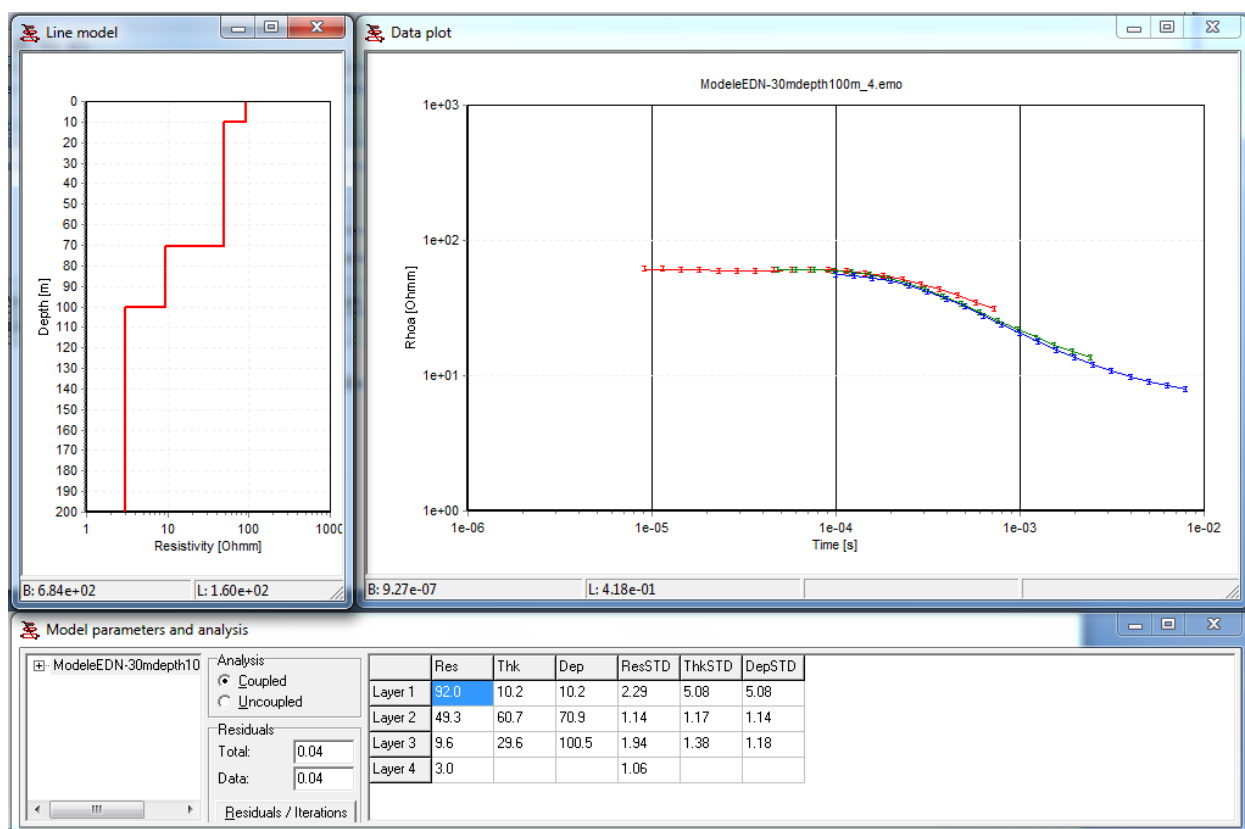 Line model
0
10
20
30
40
50
60
70
80
90
100
110
120
130
140
150
160
170
180
190
200
Depth [m]
1 10 100 1000
Resistivity [Ohmm]
B: 6.84e+02 L: 1.60e+02
Data plot
ModeleEDN-30mdepth100m_4.emo
1e+03
1e+02
1e+01
1e+00
Rhoa [Ohmm]
1e-06 1e-05 1e-04 1e-03 1e-02
Time [s]
B: 9.27e-07 L: 4.18e-01
Model parameters and analysis
ModeleEDN-30mdepth10
Analysis
Coupled
Uncoupled
Residuals
Total: 0.04
Data: 0.04
Residuals / Iterations
Res Thk Dep ResSTD ThkSTD DepSTD
Layer 1 92.0 10.2 10.2 2.29 5.08 5.08
Layer 2 49.3 60.7 70.9 1.14 1.17 1.14
Layer 3 9.6 29.6 100.5 1.94 1.38 1.18
Layer 4 3.0 1.06